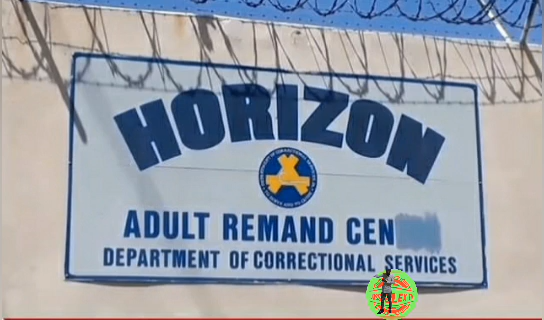 HORIZON
ADULT REMAND CEN
DEPARTMENT OF CORRECTIONAL SERVICES